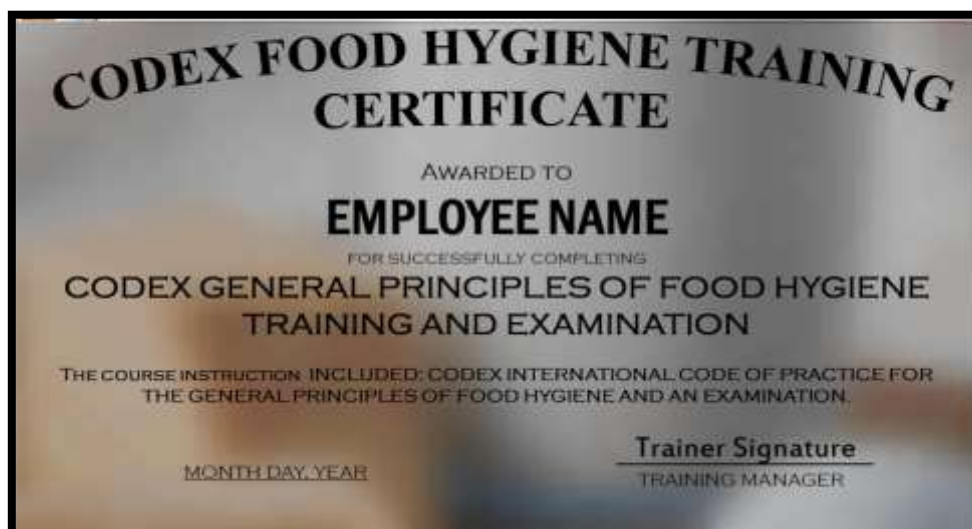 CODEX FOOD HYGIENE TRAINING
CERTIFICATE
AWARDED TO
EMPLOYEE NAME
FOR SUCCESSFULLY COMPLETING
CODEX GENERAL PRINCIPLES OF FOOD HYGIENE
TRAINING AND EXAMINATION
THE COURSE INSTRUCTION INCLUDED: CODEX INTERNATIONAL CODE OF PRACTICE FOR
THE GENERAL PRINCIPLES OF FOOD HYGIENE AND AN EXAMINATION.
Trainer Signature
MONTH DAY, YEAR
TRAINING MANAGER